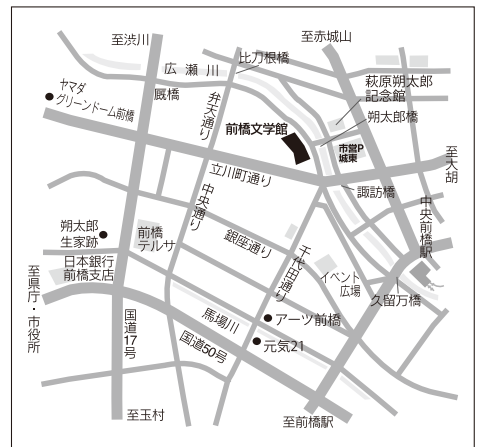 至渋川
至赤城山
広瀬川
比刀根橋
ヤマダ
グリーンドーム前橋
厩橋
弁天通り
萩原朔太郎
記念館
朔太郎橋
前橋文学館
市営P
城東
至大胡
立川町通り
諏訪橋
中央通り
中央前橋駅
朔太郎
生家跡
前橋
テルサ
銀座通り
千代田通り
イベント
広場
日本銀行
前橋支店
久留万橋
至県庁・市役所
馬場川
アーツ前橋
国道17号
国道50号
元気21
至玉村
至前橋駅